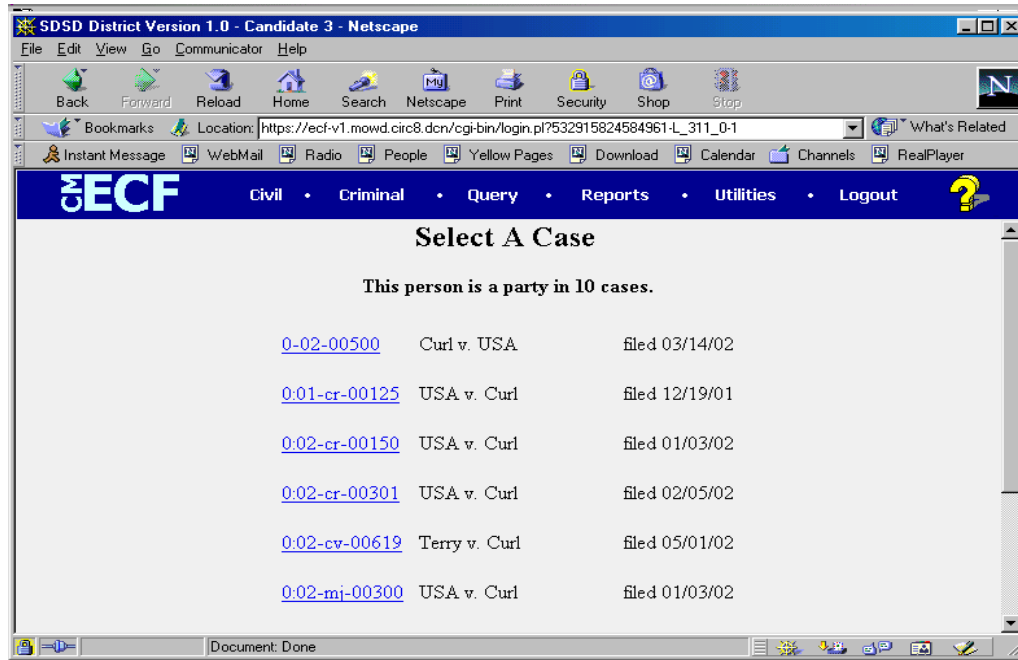 SDSD District Version 1.0 - Candidate 3 - Netscape
File Edit View Go Communicator Help
Back Forward Reload Home Search My Netscape Print Security Shop Stop N
Bookmarks Location: https://ecf-v1.mowd.circ8.dcn/cgi-bin/login.pl?532915824584961-L_311_0-1 What's Related
Instant Message WebMail Radio People Yellow Pages Download Calendar Channels RealPlayer
CM ECF Civil • Criminal • Query • Reports • Utilities • Logout ?
Select A Case
This person is a party in 10 cases.
0-02-00500 Curl v. USA filed 03/14/02
0:01-cr-00125 USA v. Curl filed 12/19/01
0:02-cr-00150 USA v. Curl filed 01/03/02
0:02-cr-00301 USA v. Curl filed 02/05/02
0:02-cv-00619 Terry v. Curl filed 05/01/02
0:02-mj-00300 USA v. Curl filed 01/03/02
Document: Done